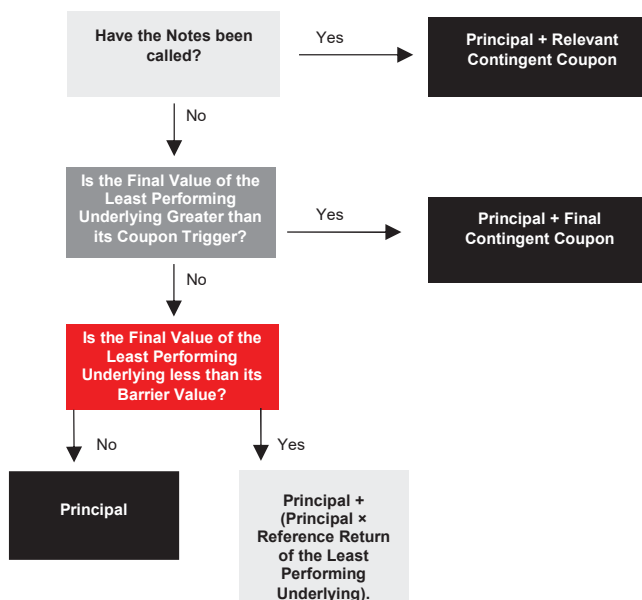 Have the Notes been
called?
Yes
Principal + Relevant
Contingent Coupon
No
Is the Final Value of the
Least Performing
Underlying Greater than
its Coupon Trigger?
Yes
Principal + Final
Contingent Coupon
No
Is the Final Value of the
Least Performing
Underlying less than its
Barrier Value?
No
Yes
Principal
Principal +
(Principal ×
Reference Return
of the Least
Performing
Underlying).